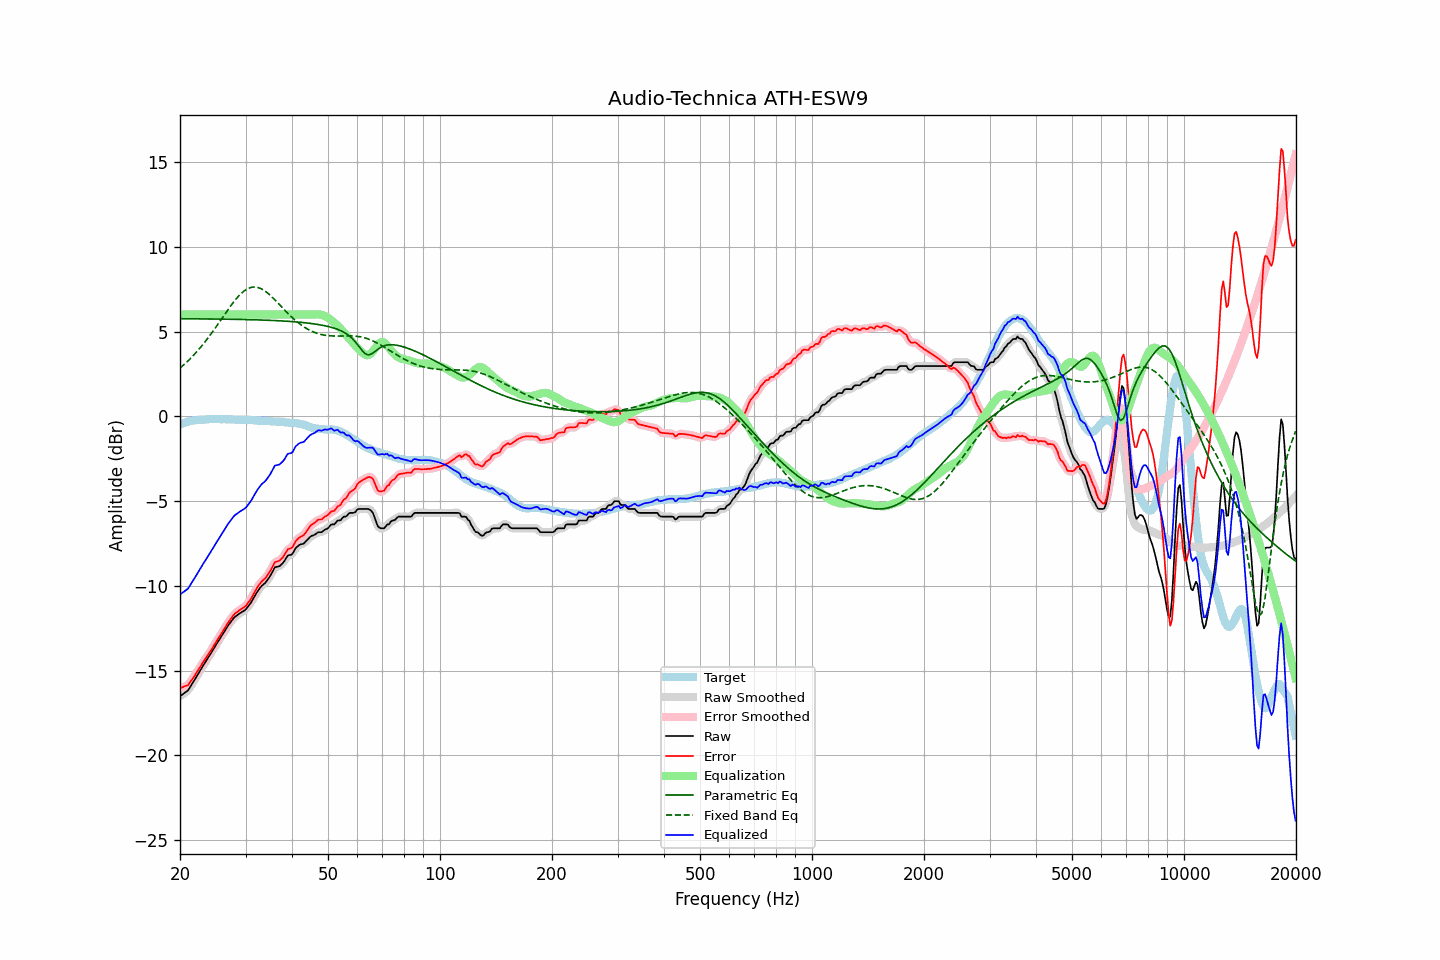 Audio-Technica ATH-ESW9
Amplitude (dBr)
15
10
5
0
−5
−10
−15
−20
−25
Target
Raw Smoothed
Error Smoothed
Raw
Error
Equalization
Parametric Eq
Fixed Band Eq
Equalized
20 50 100 200 500 1000 2000 5000 10000 20000
Frequency (Hz)